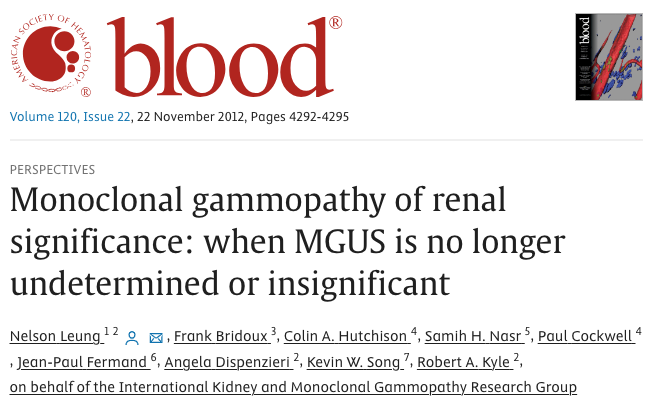 AMERICAN SOCIETY OF HEMATOLOGY
®
blood®
blood
Volume 120, Issue 22, 22 November 2012, Pages 4292-4295
PERSPECTIVES
Monoclonal gammopathy of renal
significance: when MGUS is no longer
undetermined or insignificant
Nelson Leung 1 2 , Frank Bridoux 3, Colin A. Hutchison 4, Samih H. Nasr 5, Paul Cockwell 4
, Jean-Paul Fermand 6, Angela Dispenzieri 2, Kevin W. Song 7, Robert A. Kyle 2,
on behalf of the International Kidney and Monoclonal Gammopathy Research Group